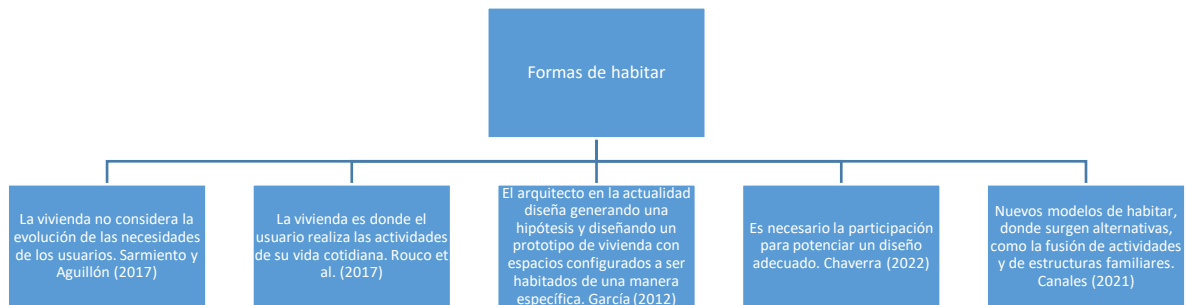 Formas de habitar
La vivienda no considera la
evolución de las necesidades
de los usuarios. Sarmiento y
Aguillón (2017)
La vivienda es donde el
usuario realiza las actividades
de su vida cotidiana. Rouco et
al. (2017)
El arquitecto en la actualidad
diseña generando una
hipótesis y diseñando un
prototipo de vivienda con
espacios configurados a ser
habitados de una manera
específica. García (2012)
Es necesario la participación
para potenciar un diseño
adecuado. Chaverra (2022)
Nuevos modelos de habitar,
donde surgen alternativas,
como la fusión de actividades
y de estructuras familiares.
Canales (2021)